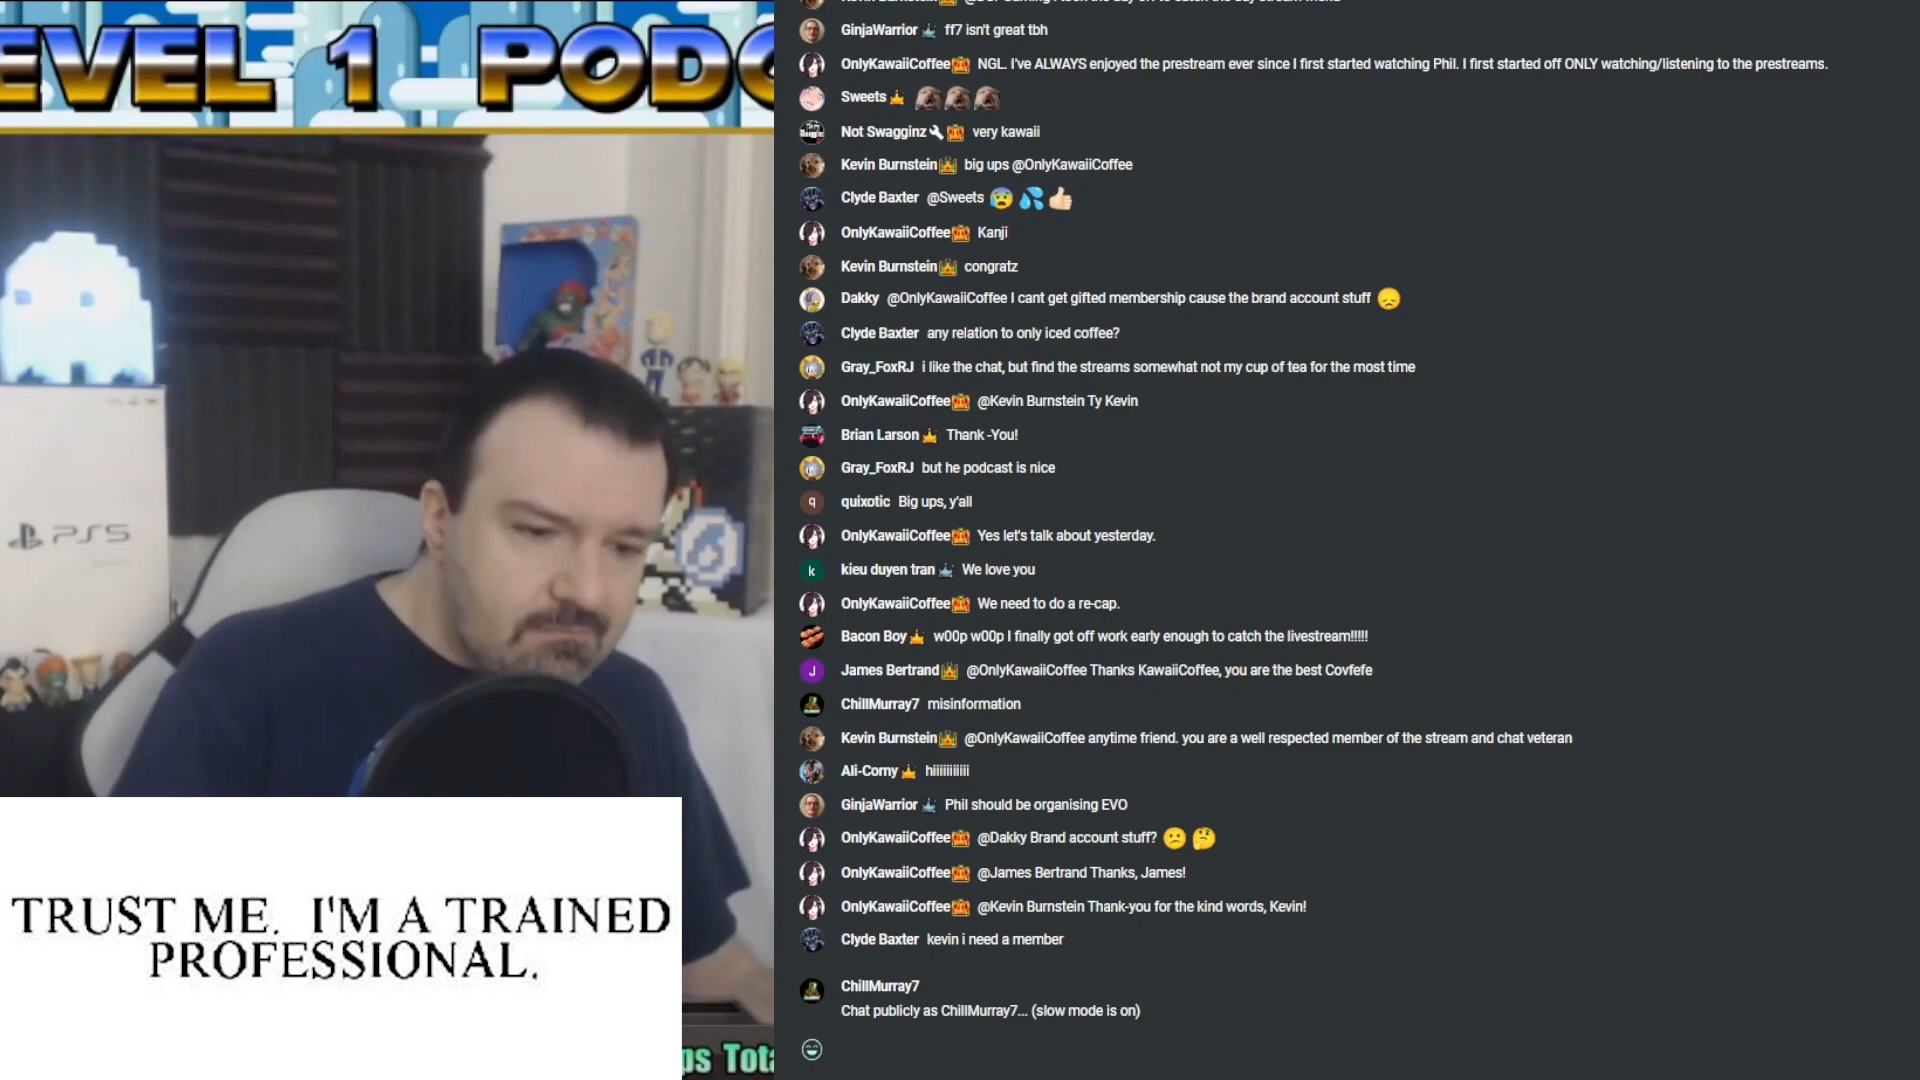 EVEL 1 PODC
PS5
TRUST ME. I'M A TRAINED
PROFESSIONAL.
ps Tota
GinjaWarrior ff7 isn't great tbh
OnlyKawaiiCoffee NGL. I've ALWAYS enjoyed the prestream ever since I first started watching Phil. I first started off ONLY watching/listening to the prestreams.
Sweets
Not Swagginz very kawaii
Kevin Burnstein big ups @OnlyKawaiiCoffee
Clyde Baxter @Sweets 😰 💦 👍🏻
OnlyKawaiiCoffee Kanji
Kevin Burnstein congratz
Dakky @OnlyKawaiiCoffee I cant get gifted membership cause the brand account stuff 😞
Clyde Baxter any relation to only iced coffee?
Gray_FoxRJ i like the chat, but find the streams somewhat not my cup of tea for the most time
OnlyKawaiiCoffee @Kevin Burnstein Ty Kevin
Brian Larson Thank -You!
Gray_FoxRJ but he podcast is nice
q quixotic Big ups, y'all
OnlyKawaiiCoffee Yes let's talk about yesterday.
k kieu duyen tran We love you
OnlyKawaiiCoffee We need to do a re-cap.
Bacon Boy w00p w00p I finally got off work early enough to catch the livestream!!!!!
J James Bertrand @OnlyKawaiiCoffee Thanks KawaiiCoffee, you are the best Covfefe
ChillMurray7 misinformation
Kevin Burnstein @OnlyKawaiiCoffee anytime friend. you are a well respected member of the stream and chat veteran
Ali-Corny hiiiiiiiiiii
GinjaWarrior Phil should be organising EVO
OnlyKawaiiCoffee @Dakky Brand account stuff? 😕 🤔
OnlyKawaiiCoffee @James Bertrand Thanks, James!
OnlyKawaiiCoffee @Kevin Burnstein Thank-you for the kind words, Kevin!
Clyde Baxter kevin i need a member
ChillMurray7
Chat publicly as ChillMurray7... (slow mode is on)